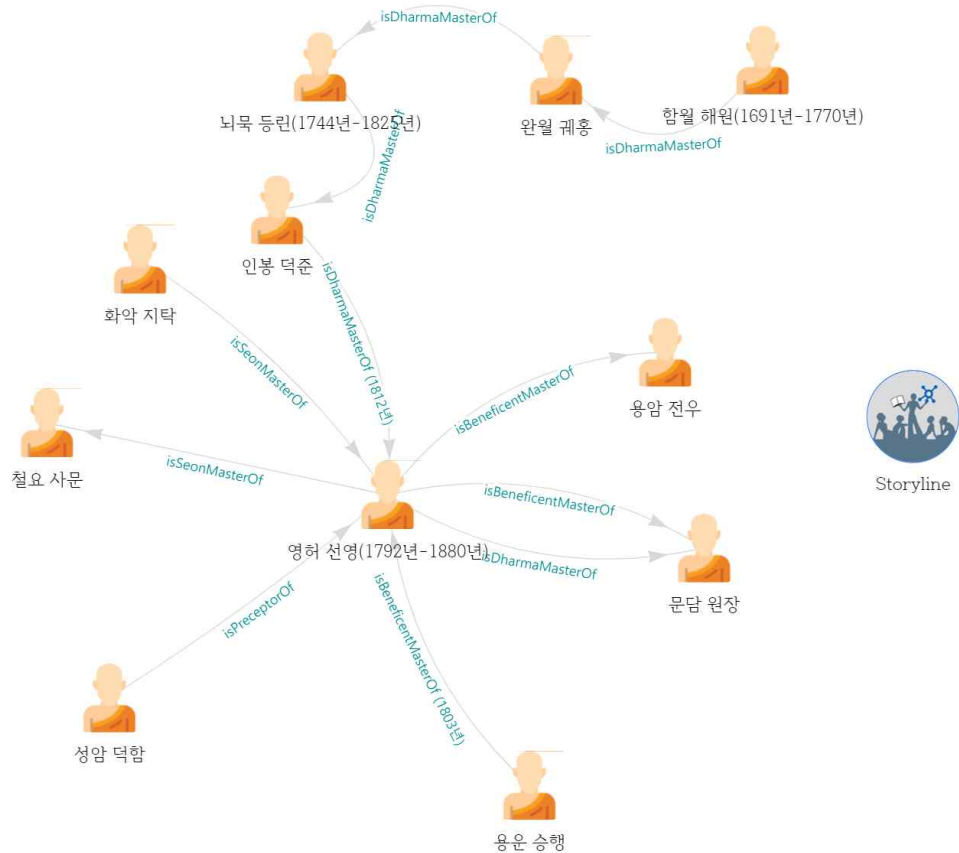 isDharmaMasterOf
뇌묵 등린(1744년-1825년)
완월 궤홍
함월 해원(1691년-1770년)
isDharmaMasterOf
isDharmaMasterOf
인봉 덕준
화악 지탁
isDharmaMasterOf (1812년)
isSeonMasterOf
isBeneficentMasterOf
용암 전우
철요 사문
isSeonMasterOf
Storyline
isBeneficentMasterOf
영허 선영(1792년-1880년)
isDharmaMasterOf
문담 원장
isPreceptorOf
isBeneficentMasterOf (1803년)
성암 덕함
용운 승행